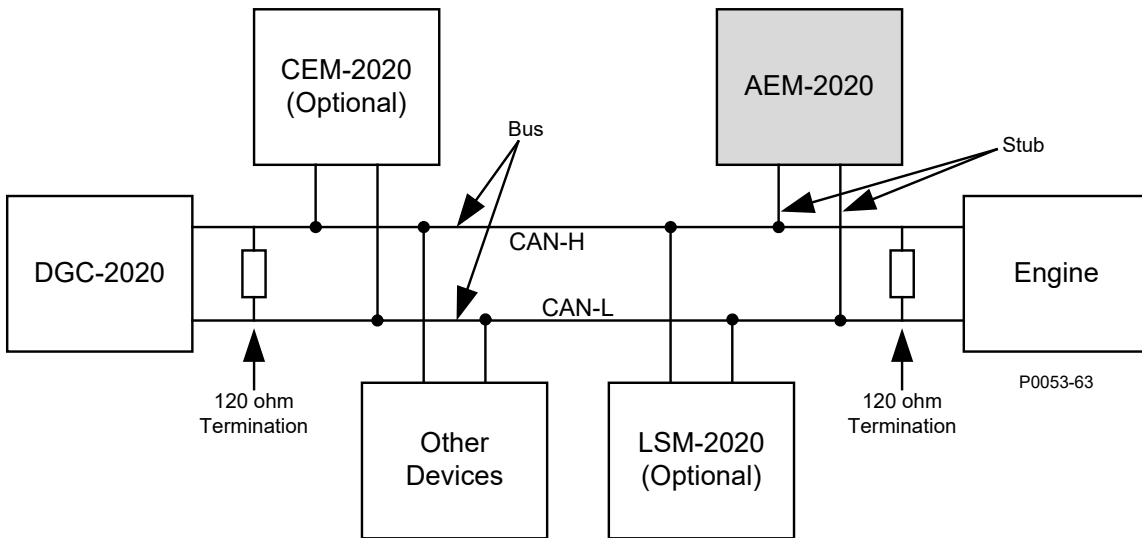 CEM-2020
(Optional)
AEM-2020
Bus
Stub
DGC-2020
CAN-H
Engine
CAN-L
P0053-63
120 ohm
Termination
120 ohm
Termination
Other
Devices
LSM-2020
(Optional)